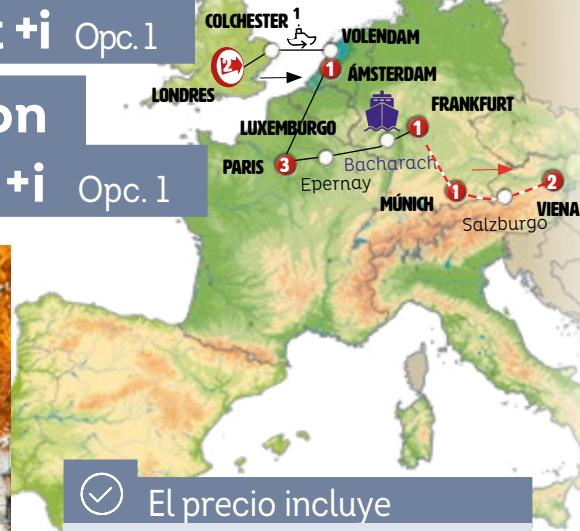 t +i Opc. 1
on
+i Opc. 1
COLCHESTER 1
VOLENDAM
2
1
ÁMSTERDAM
LONDRES
FRANKFURT
LUXEMBURGO
1
PARIS
3
Bacharach
Epernay
1
2
MÚNICH
VIENA
Salzburgo
El precio incluye